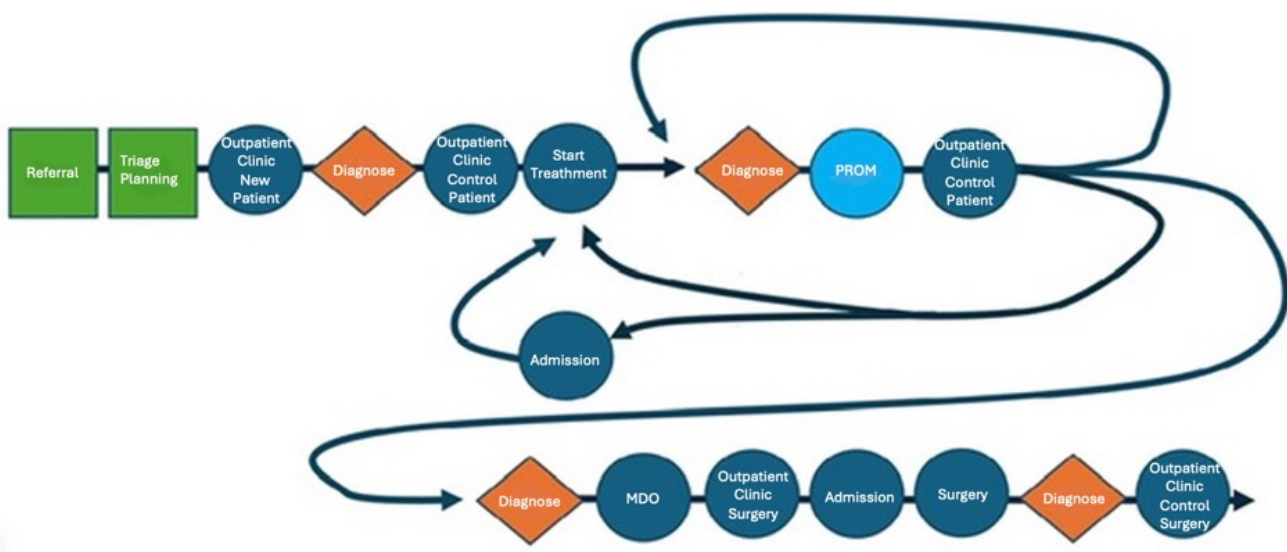 Referral
Triage
Planning
Outpatient
Clinic
New
Patient
Diagnose
Outpatient
Clinic
Control
Patient
Start
Treathment
Diagnose
PROM
Outpatient
Clinic
Control
Patient
Admission
Diagnose
MDO
Outpatient
Clinic
Surgery
Admission
Surgery
Diagnose
Outpatient
Clinic
Control
Surgery